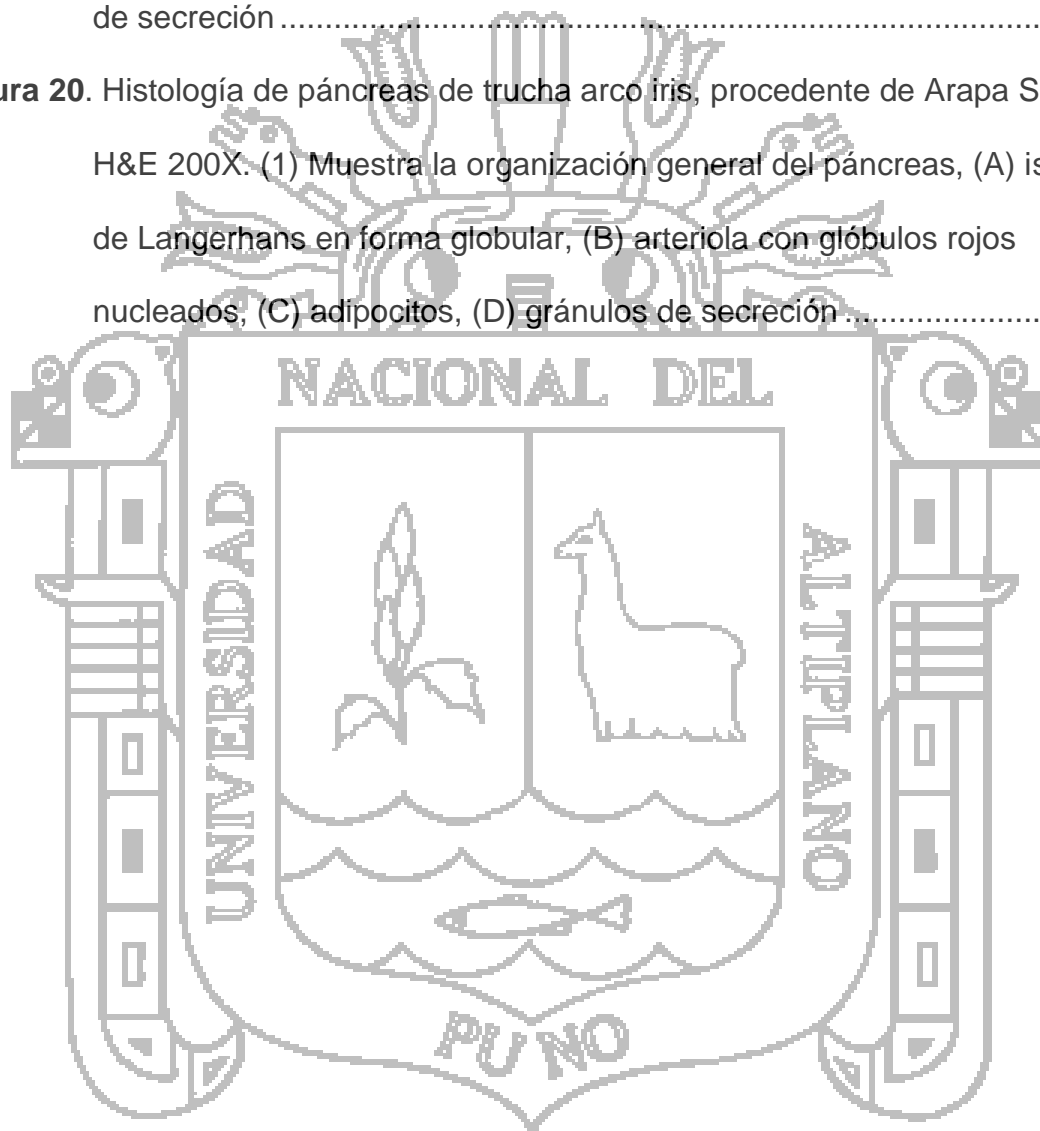 de secreción ........................................................................................................
ura 20. Histología de páncreas de trucha arco iris, procedente de Arapa S
H&E 200X. (1) Muestra la organización general del páncreas, (A) is
de Langerhans en forma globular, (B) arteriola con glóbulos rojos
nucleados, (C) adipocitos, (D) gránulos de secreción ........................
NACIONAL DEL
UNIVERSIDAD
ALTIPLANO
PUNO